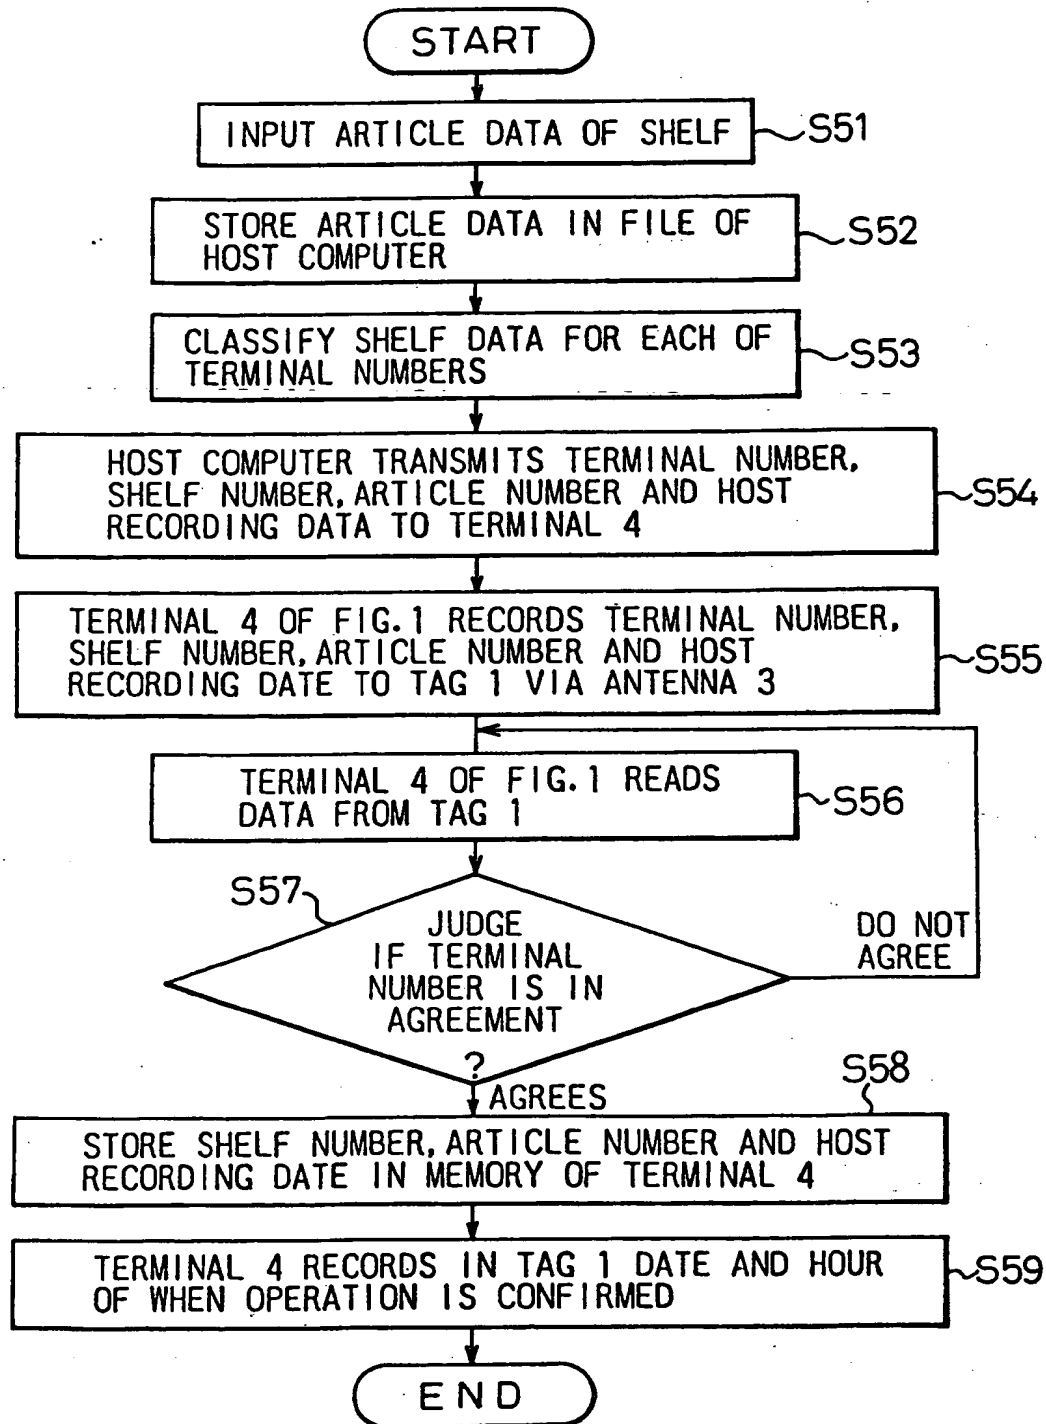 START
INPUT ARTICLE DATA OF SHELF
S51
STORE ARTICLE DATA IN FILE OF
HOST COMPUTER
S52
CLASSIFY SHELF DATA FOR EACH OF
TERMINAL NUMBERS
S53
HOST COMPUTER TRANSMITS TERMINAL NUMBER,
SHELF NUMBER, ARTICLE NUMBER AND HOST
RECORDING DATA TO TERMINAL 4
S54
TERMINAL 4 OF FIG.1 RECORDS TERMINAL NUMBER,
SHELF NUMBER, ARTICLE NUMBER AND HOST
RECORDING DATE TO TAG 1 VIA ANTENNA 3
S55
TERMINAL 4 OF FIG.1 READS
DATA FROM TAG 1
S56
S57
JUDGE
IF TERMINAL
NUMBER IS IN
AGREEMENT
?
DO NOT
AGREE
AGREES
S58
STORE SHELF NUMBER, ARTICLE NUMBER AND HOST
RECORDING DATE IN MEMORY OF TERMINAL 4
TERMINAL 4 RECORDS IN TAG 1 DATE AND HOUR
OF WHEN OPERATION IS CONFIRMED
S59
END